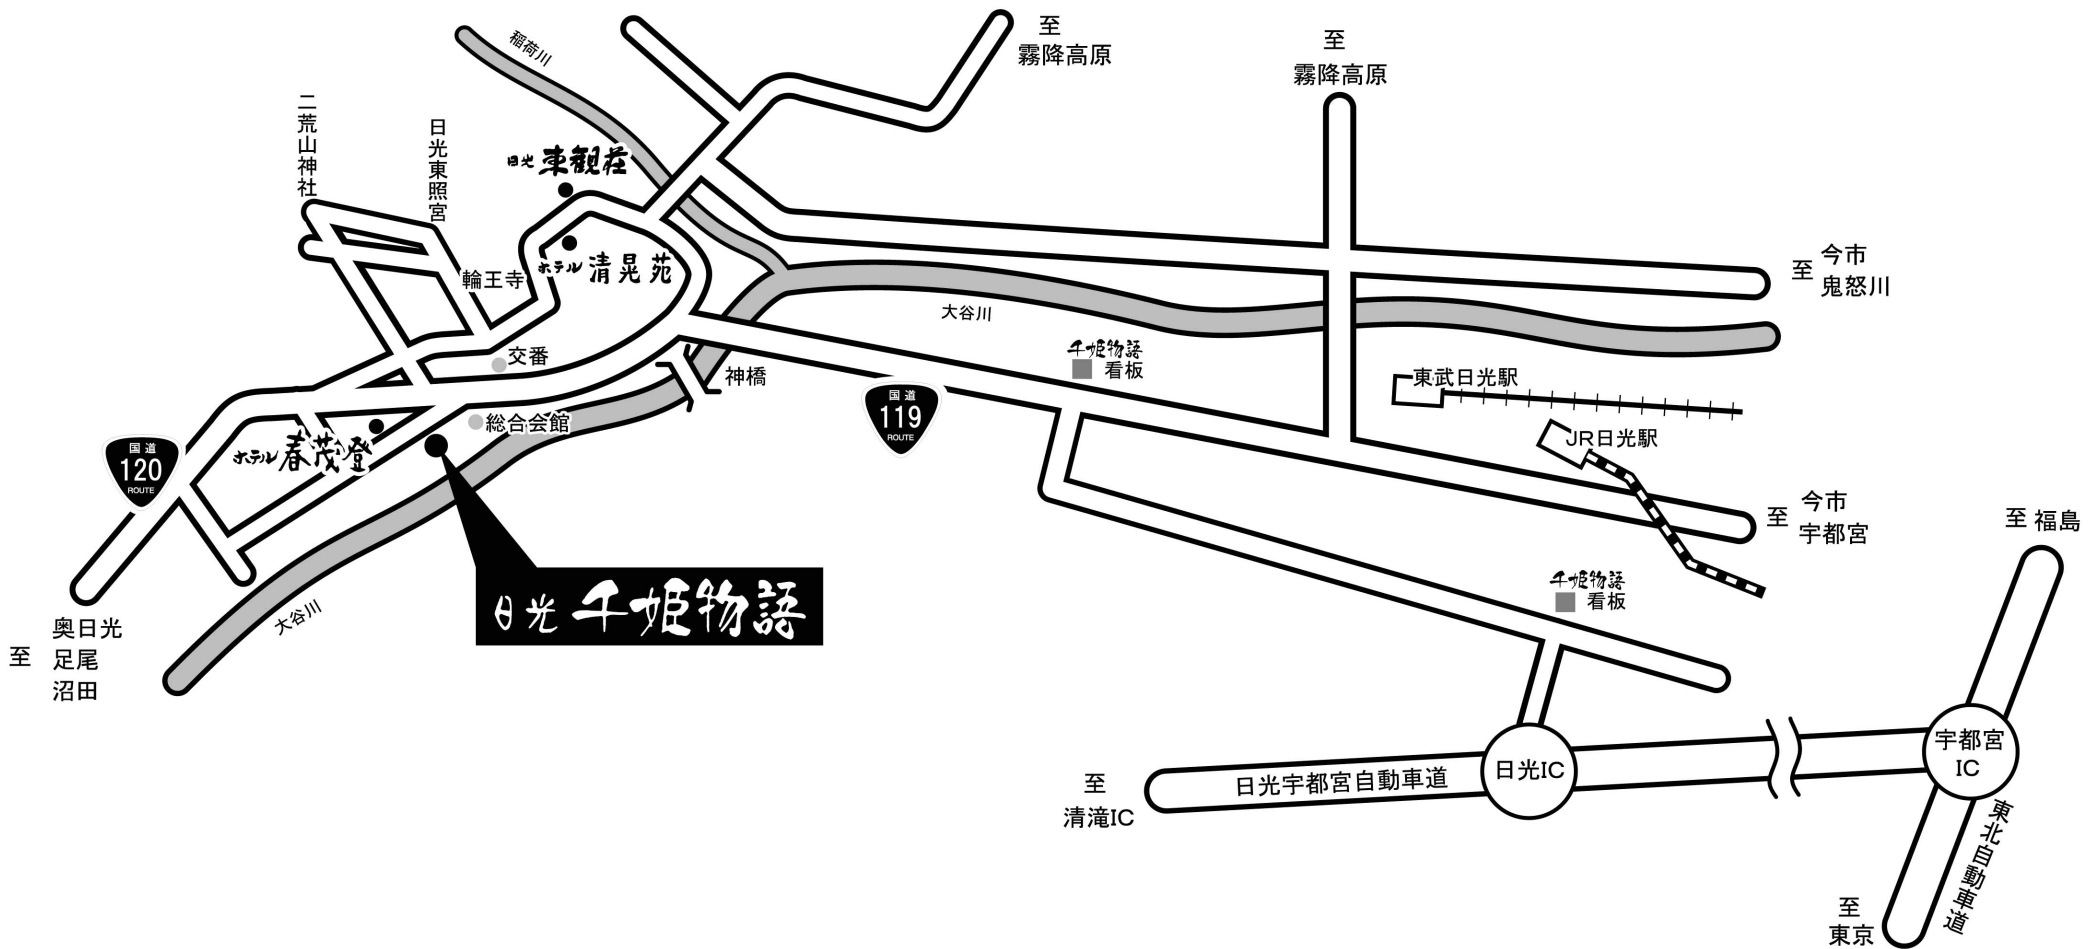 稲荷川
至
霧降高原
至
霧降高原
二荒山神社
日光東照宮
日光 東観荘
ホテル 清晃苑
輪王寺
至 今市
鬼怒川
大谷川
交番
神橋
千姫物語
看板
東武日光駅
国道
119
ROUTE
総合会館
JR日光駅
国道
120
ROUTE
ホテル 春茂登
至 今市
宇都宮
至 福島
日光 千姫物語
千姫物語
看板
大谷川
至
奥日光
足尾
沼田
宇都宮
IC
日光IC
日光宇都宮自動車道
至
清滝IC
東北自動車道
至
東京